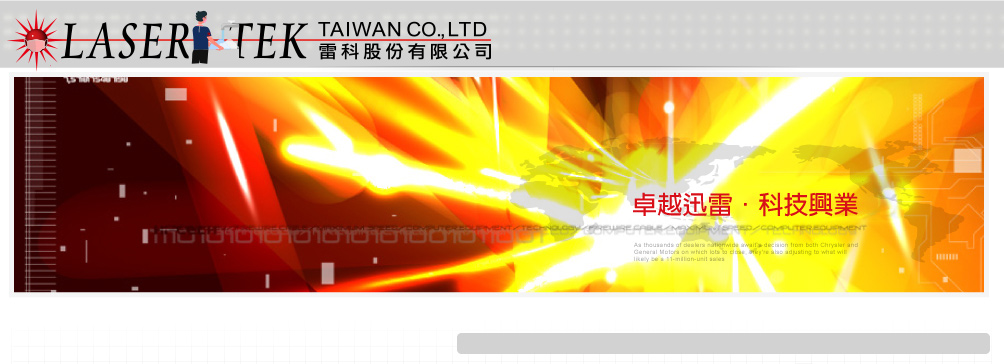 LASER TEK
TAIWAN CO.,LTD
雷科股份有限公司
卓越迅雷．科技興業
As thousands of dealers nationwide await a decision from both Chrysler and
General Motors on which lots to close, they're also adjusting to what will
likely be a 11-million-unit sales